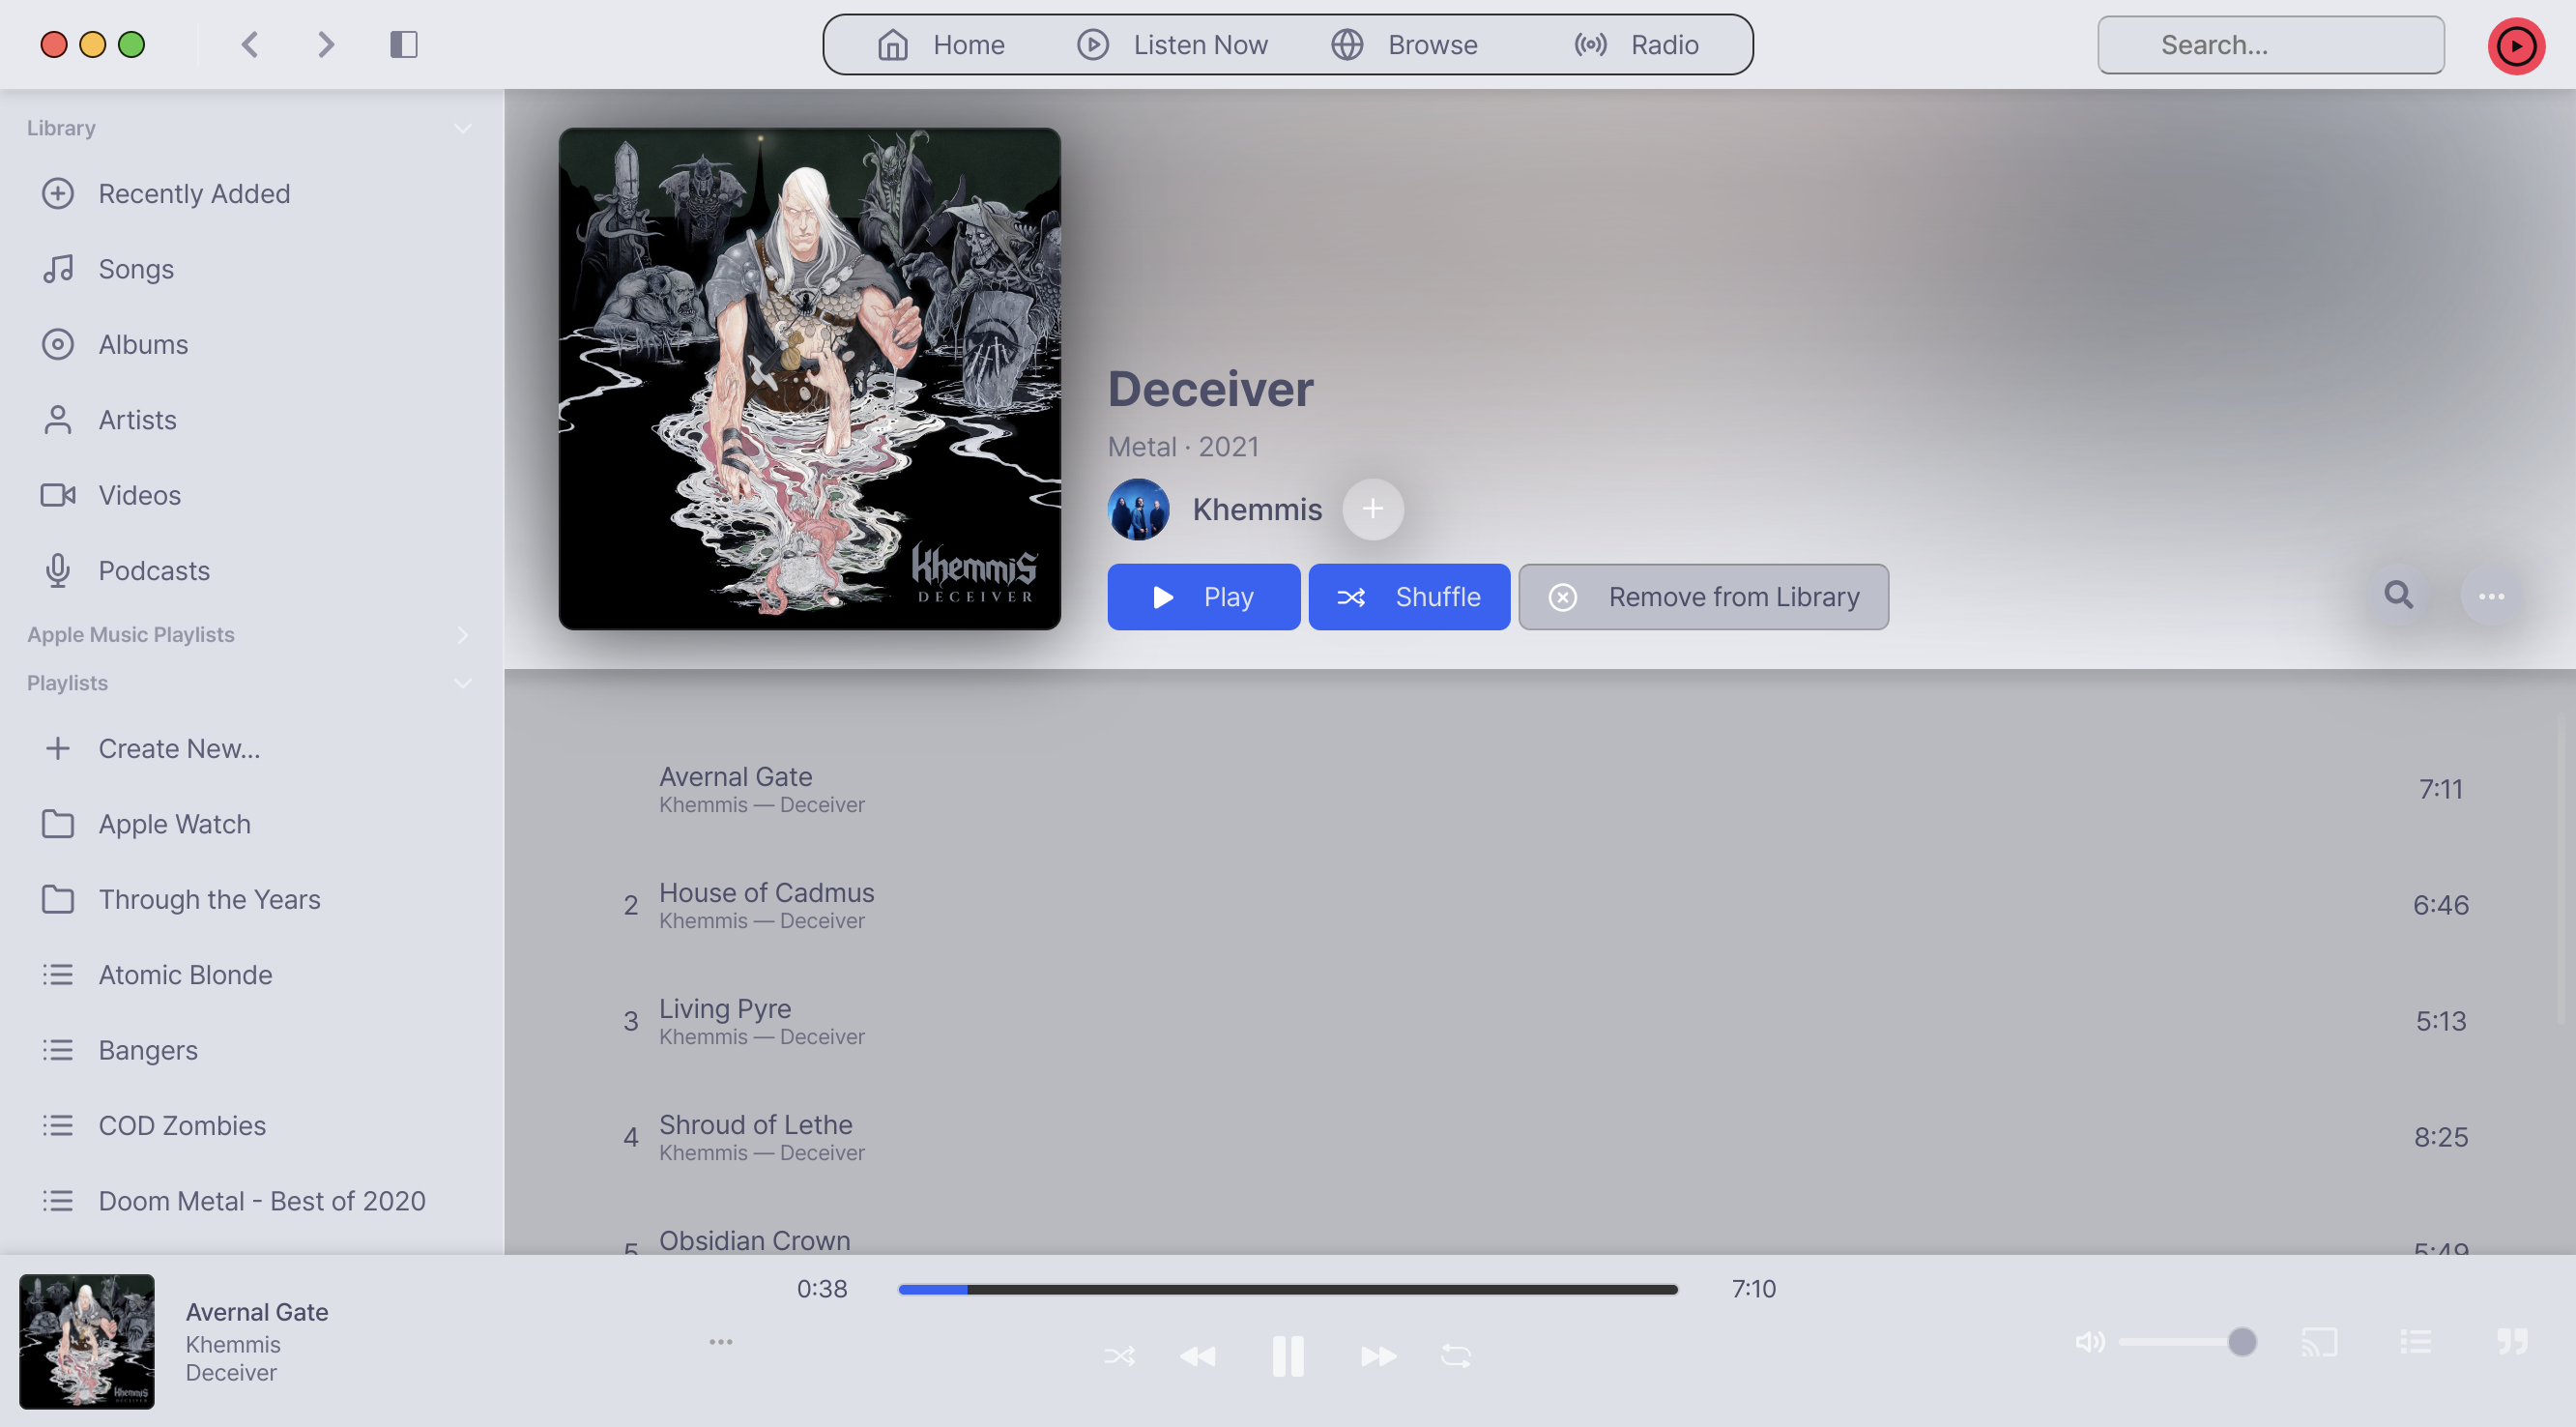 Home
Listen Now
Browse
Radio
Search...
Library
Recently Added
Songs
Albums
Artists
Videos
Podcasts
Apple Music Playlists
Playlists
Create New...
Apple Watch
Through the Years
Atomic Blonde
Bangers
COD Zombies
Doom Metal - Best of 2020
Khemmis
DECEIVER
Deceiver
Metal · 2021
Khemmis
Play
Shuffle
Remove from Library
Avernal Gate
Khemmis — Deceiver
7:11
2
House of Cadmus
Khemmis — Deceiver
6:46
3
Living Pyre
Khemmis — Deceiver
5:13
4
Shroud of Lethe
Khemmis — Deceiver
8:25
5
Obsidian Crown
5:49
Khemmis
Avernal Gate
Khemmis
Deceiver
0:38
7:10